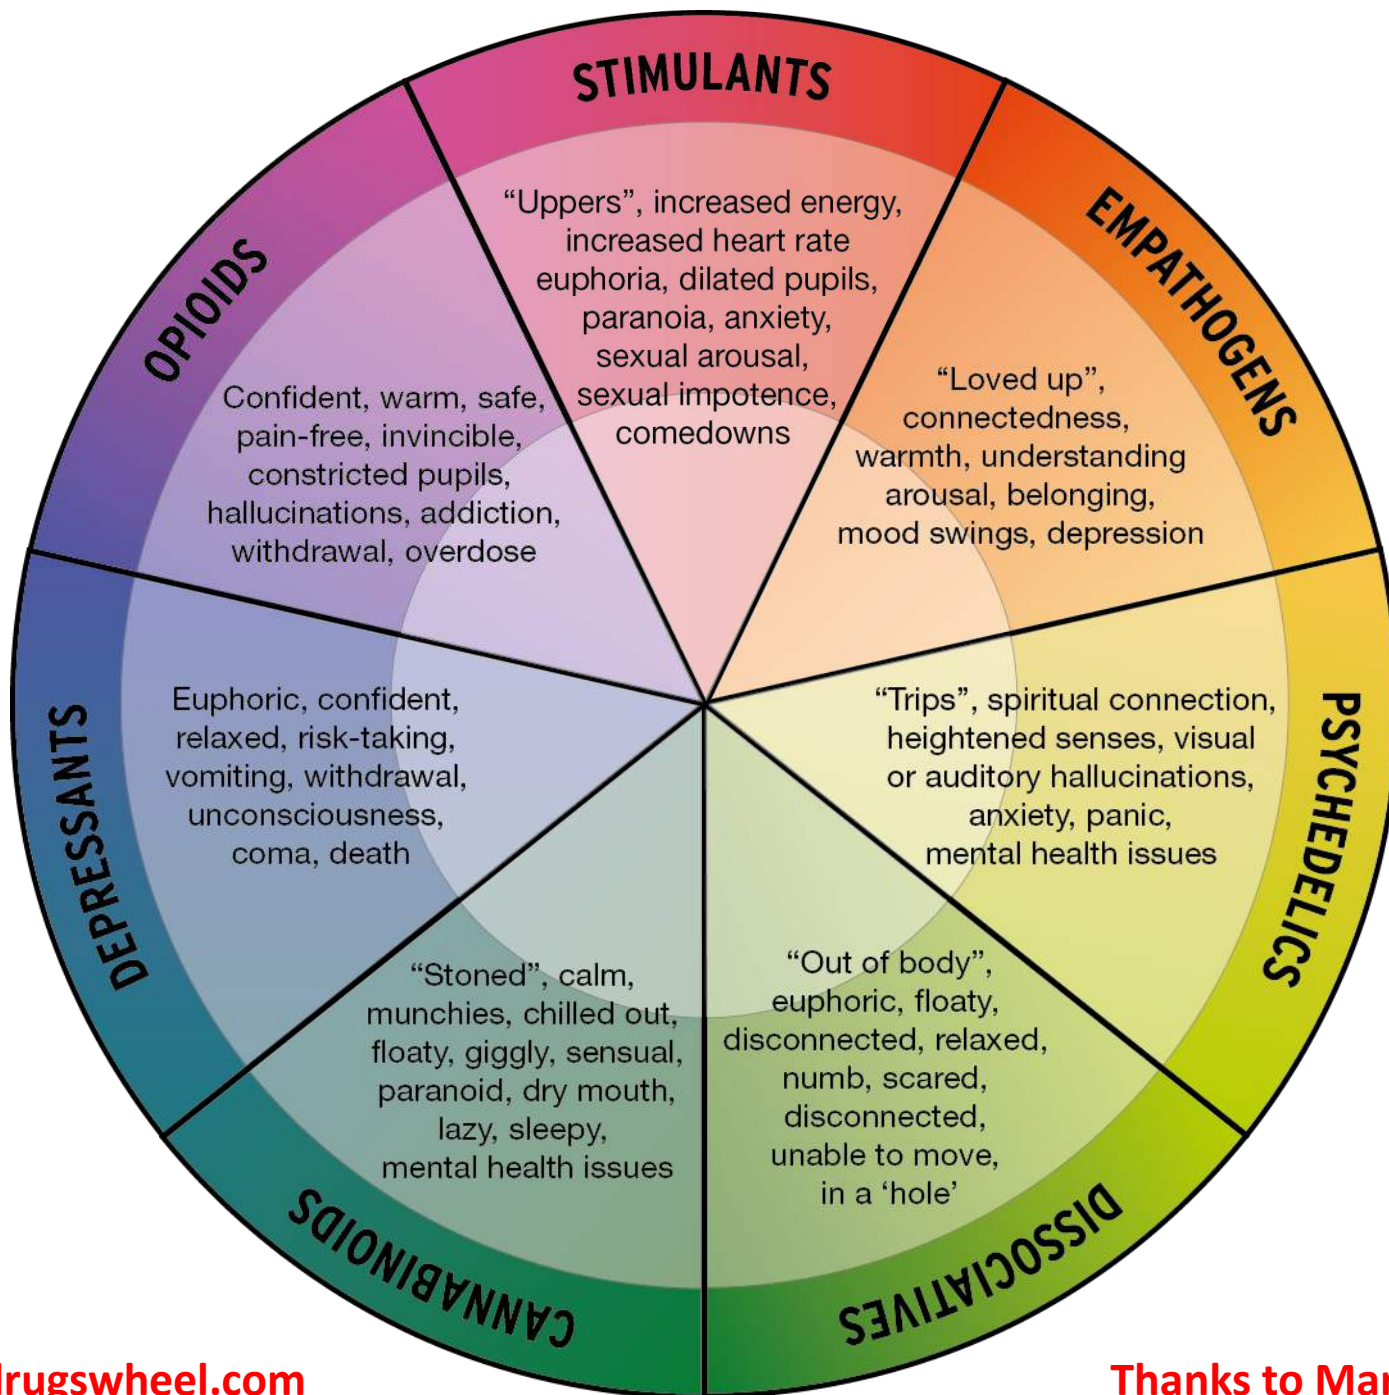 STIMULANTS
“Uppers”, increased energy,
increased heart rate
euphoria, dilated pupils,
paranoia, anxiety,
sexual arousal,
sexual impotence,
comedowns
EMPATHOGENS
“Loved up”,
connectedness,
warmth, understanding
arousal, belonging,
mood swings, depression
PSYCHEDELICS
“Trips”, spiritual connection,
heightened senses, visual
or auditory hallucinations,
anxiety, panic,
mental health issues
DISSOCIATIVES
“Out of body”,
euphoric, floaty,
disconnected, relaxed,
numb, scared,
disconnected,
unable to move,
in a ‘hole’
CANNABINOIDS
“Stoned”, calm,
munchies, chilled out,
floaty, giggly, sensual,
paranoid, dry mouth,
lazy, sleepy,
mental health issues
DEPRESSANTS
Euphoric, confident,
relaxed, risk-taking,
vomiting, withdrawal,
unconsciousness,
coma, death
OPIOIDS
Confident, warm, safe,
pain-free, invincible,
constricted pupils,
hallucinations, addiction,
withdrawal, overdose
drugswheel.com
Thanks to Mar